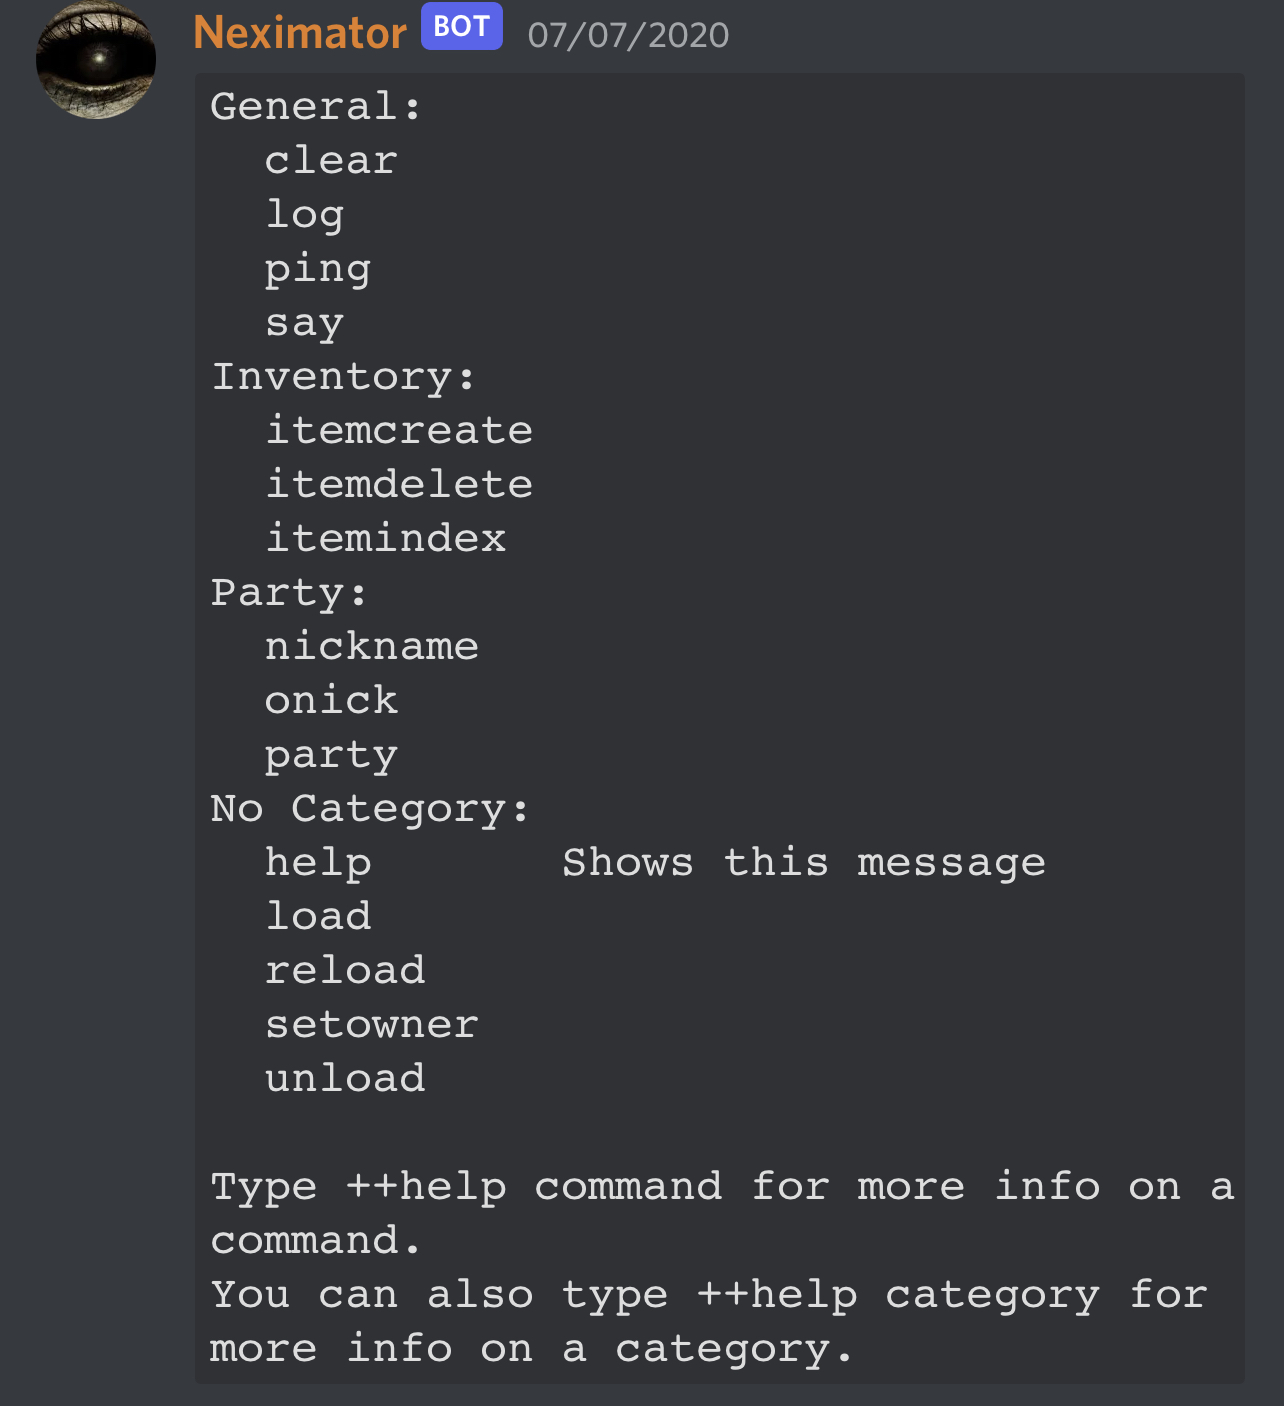 Neximator BOT 07/07/2020
General:
  clear
  log
  ping
  say
Inventory:
  itemcreate
  itemdelete
  itemindex
Party:
  nickname
  onick
  party
No Category:
  help       Shows this message
  load
  reload
  setowner
  unload

Type ++help command for more info on a
command.
You can also type ++help category for
more info on a category.